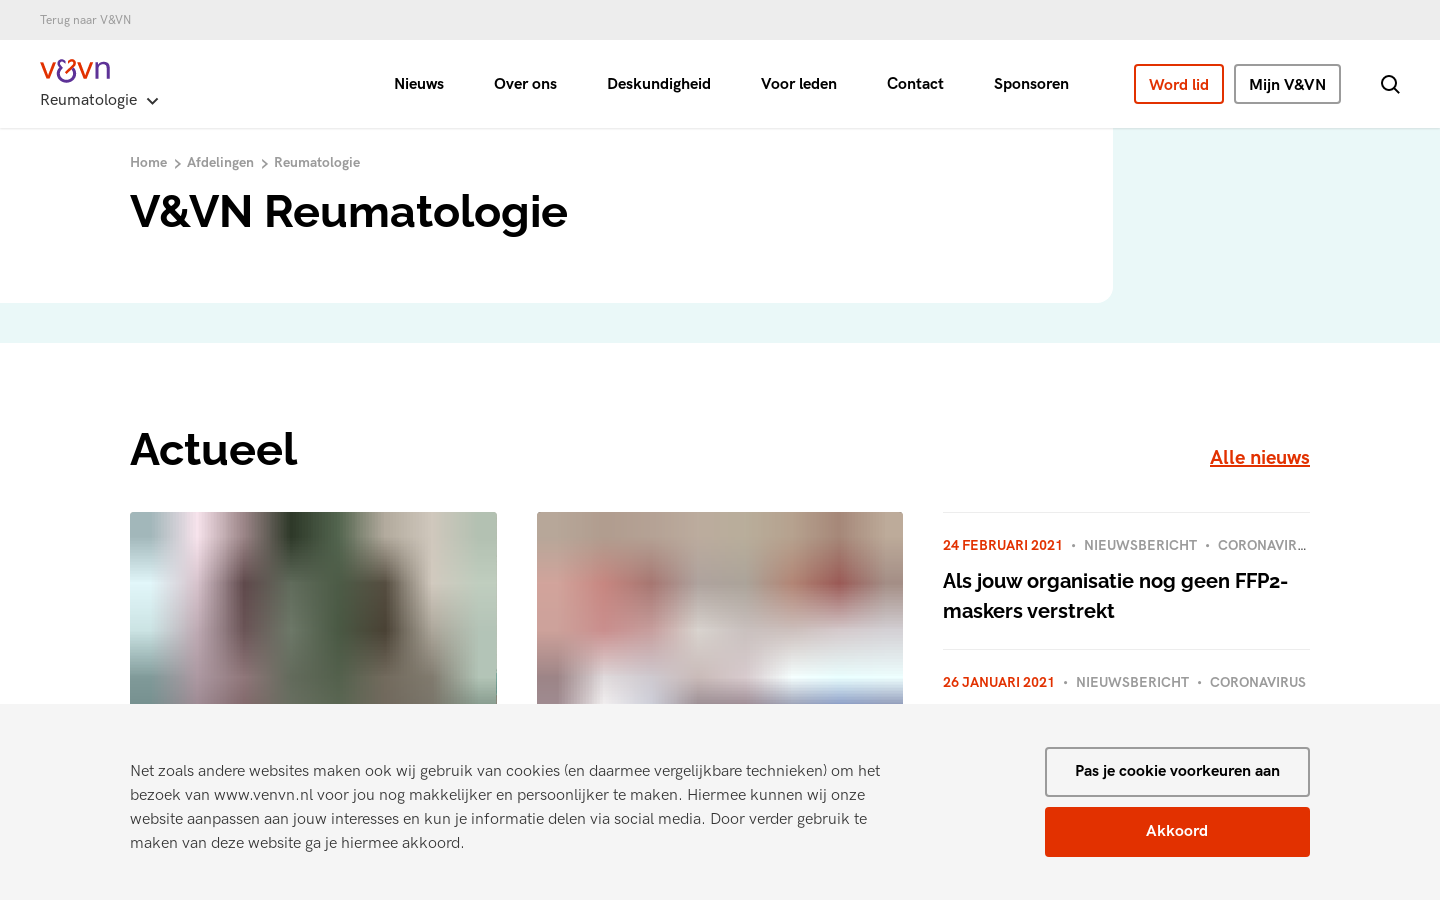 Terug naar V&VN
v&vn
Reumatologie
Nieuws
Over ons
Deskundigheid
Voor leden
Contact
Sponsoren
Word lid
Mijn V&VN
Home
Afdelingen
Reumatologie
V&VN Reumatologie
Actueel
Alle nieuws
24 FEBRUARI 2021 • NIEUWSBERICHT • CORONAVIR...
Als jouw organisatie nog geen FFP2-
maskers verstrekt
26 JANUARI 2021 • NIEUWSBERICHT • CORONAVIRUS
Net zoals andere websites maken ook wij gebruik van cookies (en daarmee vergelijkbare technieken) om het
bezoek van www.venvn.nl voor jou nog makkelijker en persoonlijker te maken. Hiermee kunnen wij onze
website aanpassen aan jouw interesses en kun je informatie delen via social media. Door verder gebruik te
maken van deze website ga je hiermee akkoord.
Pas je cookie voorkeuren aan
Akkoord